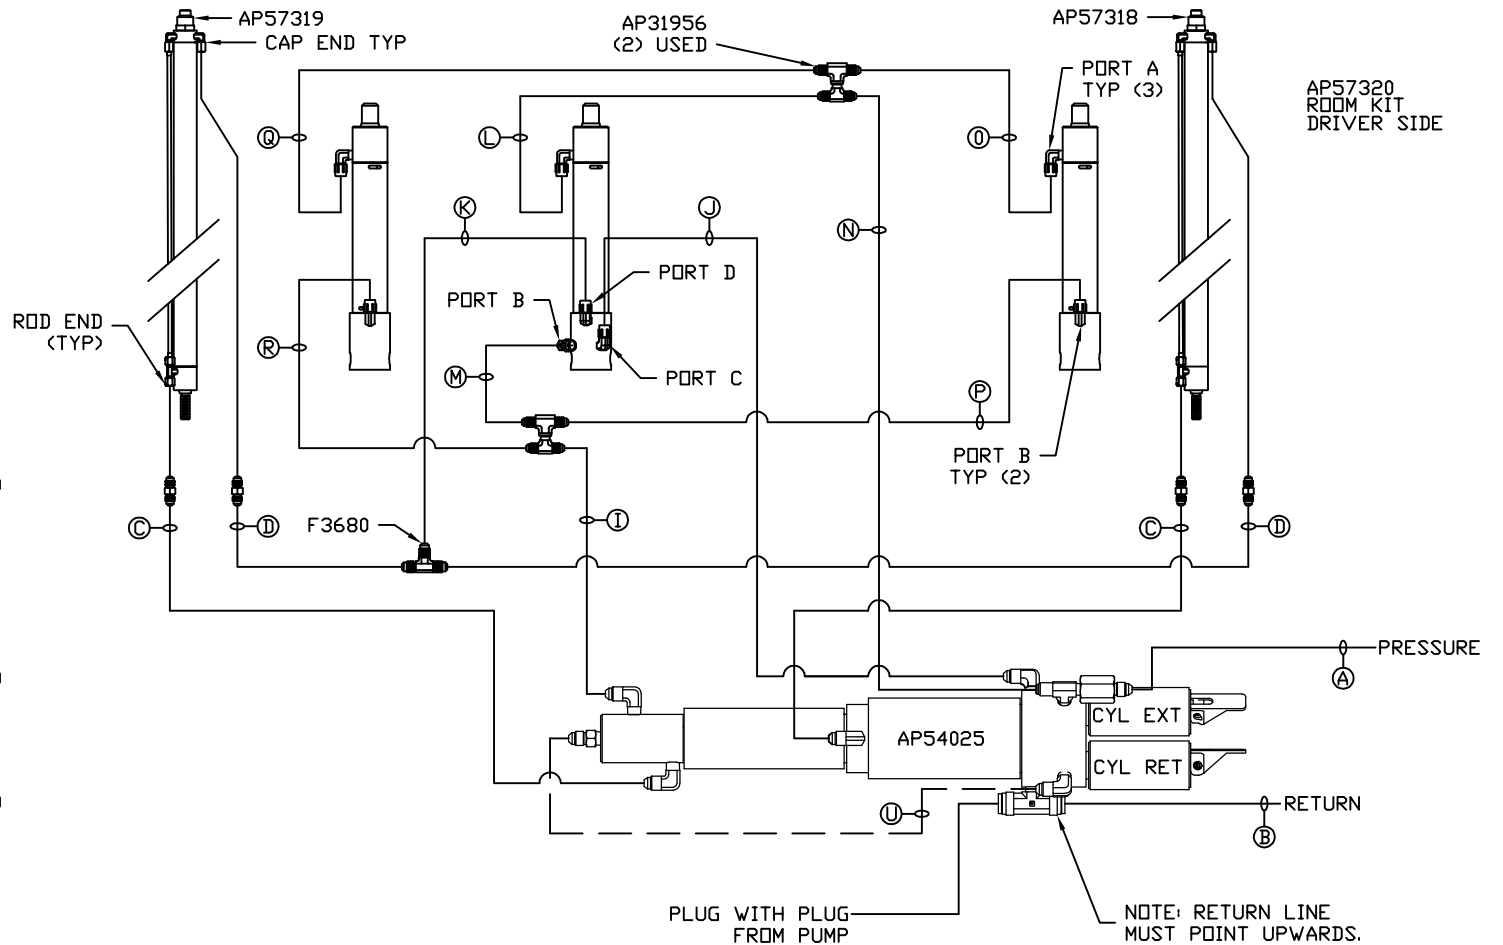 AP57319
CAP END TYP
AP31956
(2) USED
AP57318
PORT A
TYP (3)
AP57320
ROOM KIT
DRIVER SIDE
Q
L
O
K
J
N
PORT D
PORT B
ROD END
(TYP)
R
M
PORT C
P
PORT B
TYP (2)
C
D
F3680
I
C
D
PRESSURE
A
CYL EXT
AP54025
CYL RET
U
RETURN
B
PLUG WITH PLUG
FROM PUMP
NOTE: RETURN LINE
MUST POINT UPWARDS.